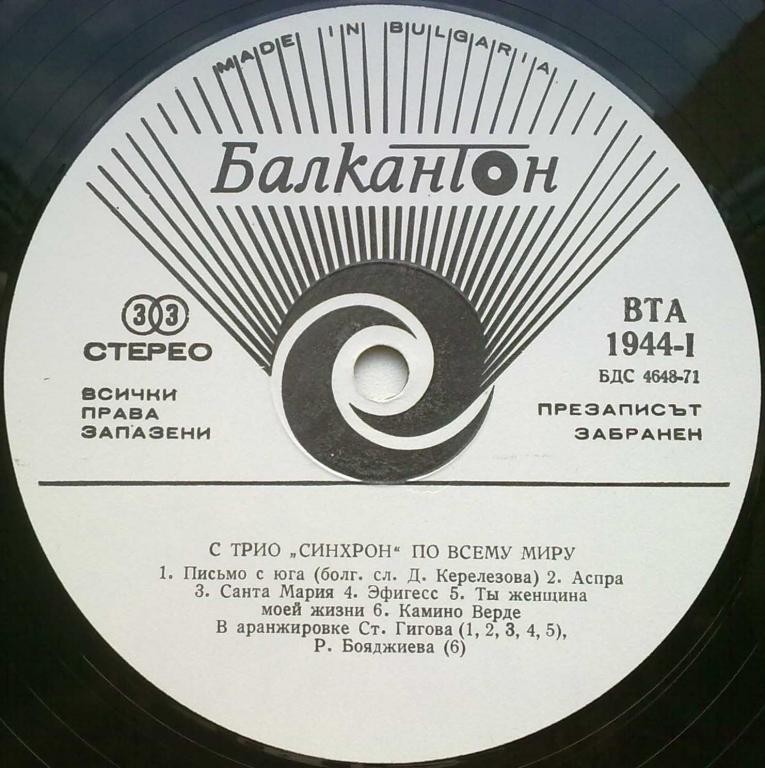 MADE IN BULGARIA
Балкантон
33
СТЕРЕО
ВСИЧКИ
ПРАВА
ЗАПАЗЕНИ
ВТА
1944-I
БДС 4648-71
ПРЕЗАПИСЪТ
ЗАБРАНЕН
С ТРИО „СИНХРОН“ ПО ВСЕМУ МИРУ
1. Письмо с юга (болг. сл. Д. Керелезова) 2. Аспра
3. Санта Мария 4. Эфигесс 5. Ты женщина
моей жизни 6. Камино Верде
В аранжировке Ст. Гигова (1, 2, 3, 4, 5),
Р. Бояджиева (6)